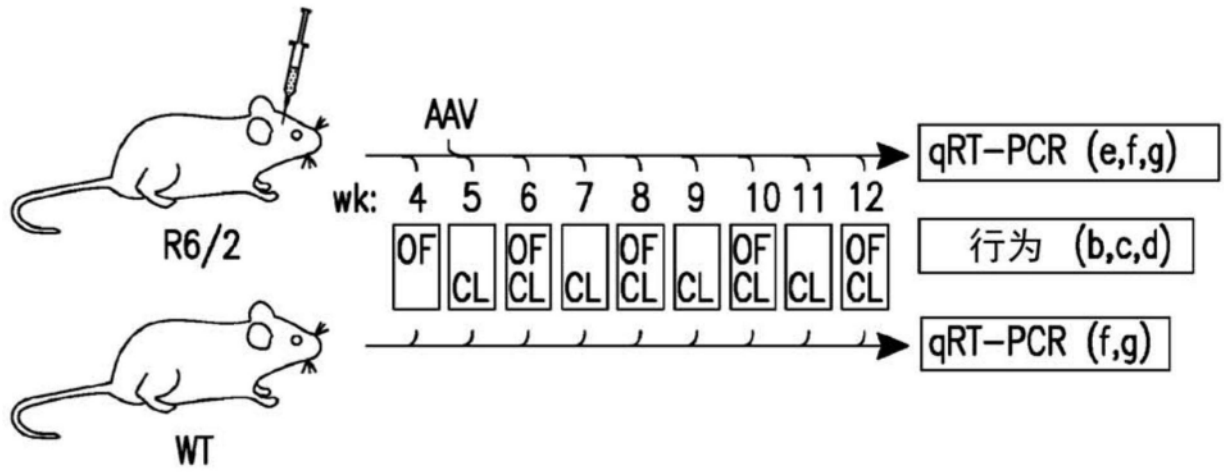 AAV
qRT-PCR (e,f,g)
wk: 4 5 6 7 8 9 10 11 12
R6/2
OF OF OF OF OF
CL CL CL CL CL CL CL CL
行为 (b,c,d)
qRT-PCR (f,g)
WT